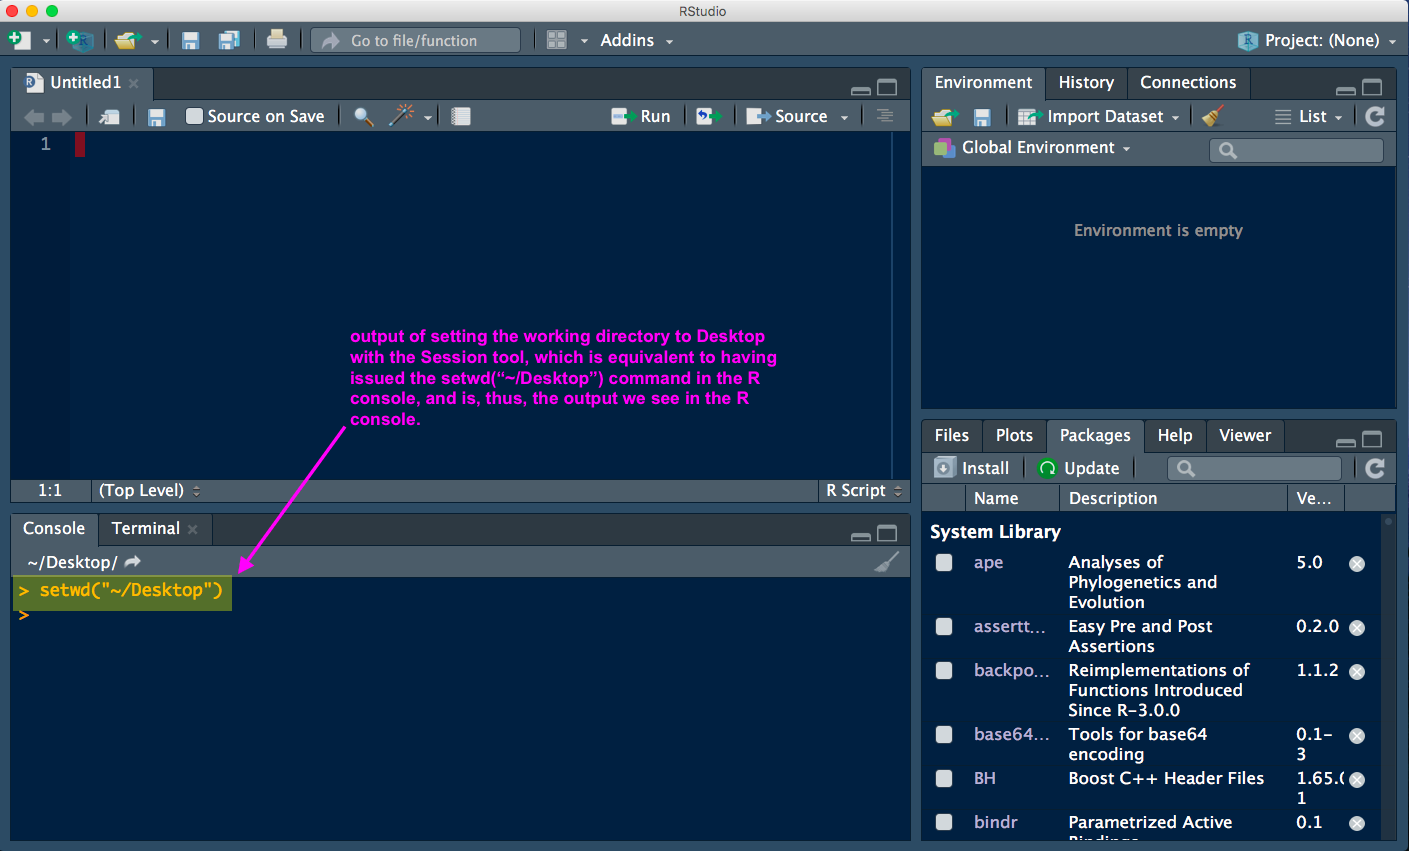 RStudio
Go to file/function
Addins
Project: (None)
Untitled1
Source on Save
Run
Source
1
output of setting the working directory to Desktop
with the Session tool, which is equivalent to having
issued the setwd(“~/Desktop”) command in the R
console, and is, thus, the output we see in the R
console.
1:1
(Top Level)
R Script
Console
Terminal
~/Desktop/
> setwd("~/Desktop")
>
Environment
History
Connections
Import Dataset
List
Global Environment
Environment is empty
Files
Plots
Packages
Help
Viewer
Install
Update
Name
Description
Ve...
System Library
ape
Analyses of
Phylogenetics and
Evolution
5.0
assertt...
Easy Pre and Post
Assertions
0.2.0
backpo...
Reimplementations of
Functions Introduced
Since R-3.0.0
1.1.2
base64...
Tools for base64
encoding
0.1-
3
BH
Boost C++ Header Files
1.65.0
1
bindr
Parametrized Active
0.1